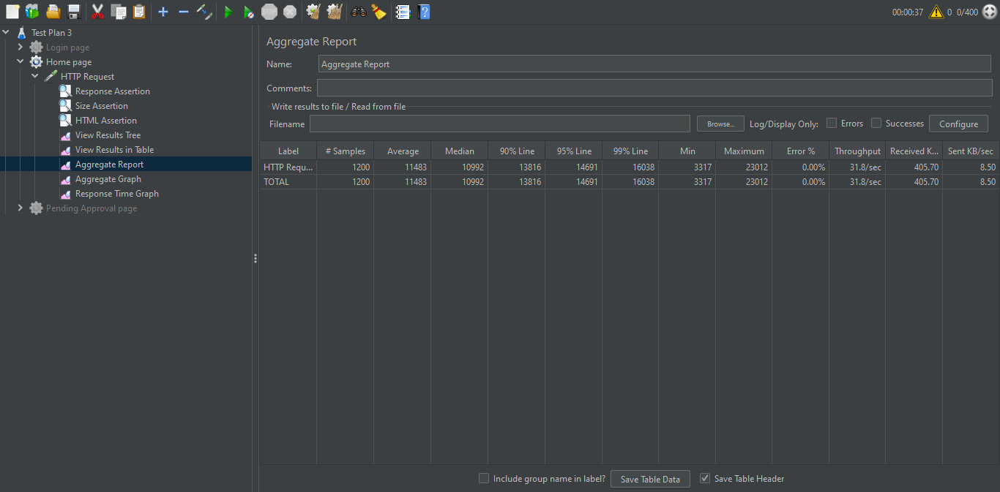 00:00:37 0 0/400
Test Plan 3
Login page
Home page
HTTP Request
Response Assertion
Size Assertion
HTML Assertion
View Results Tree
View Results in Table
Aggregate Report
Aggregate Graph
Response Time Graph
Pending Approval page
Aggregate Report
Name: Aggregate Report
Comments:
Write results to file / Read from file
Filename Browse... Log/Display Only: Errors Successes Configure
Label # Samples Average Median 90% Line 95% Line 99% Line Min Maximum Error % Throughput Received K... Sent KB/sec
HTTP Requ... 1200 11483 10992 13816 14691 16038 3317 23012 0.00% 31.8/sec 405.70 8.50
TOTAL 1200 11483 10992 13816 14691 16038 3317 23012 0.00% 31.8/sec 405.70 8.50
Include group name in label? Save Table Data Save Table Header